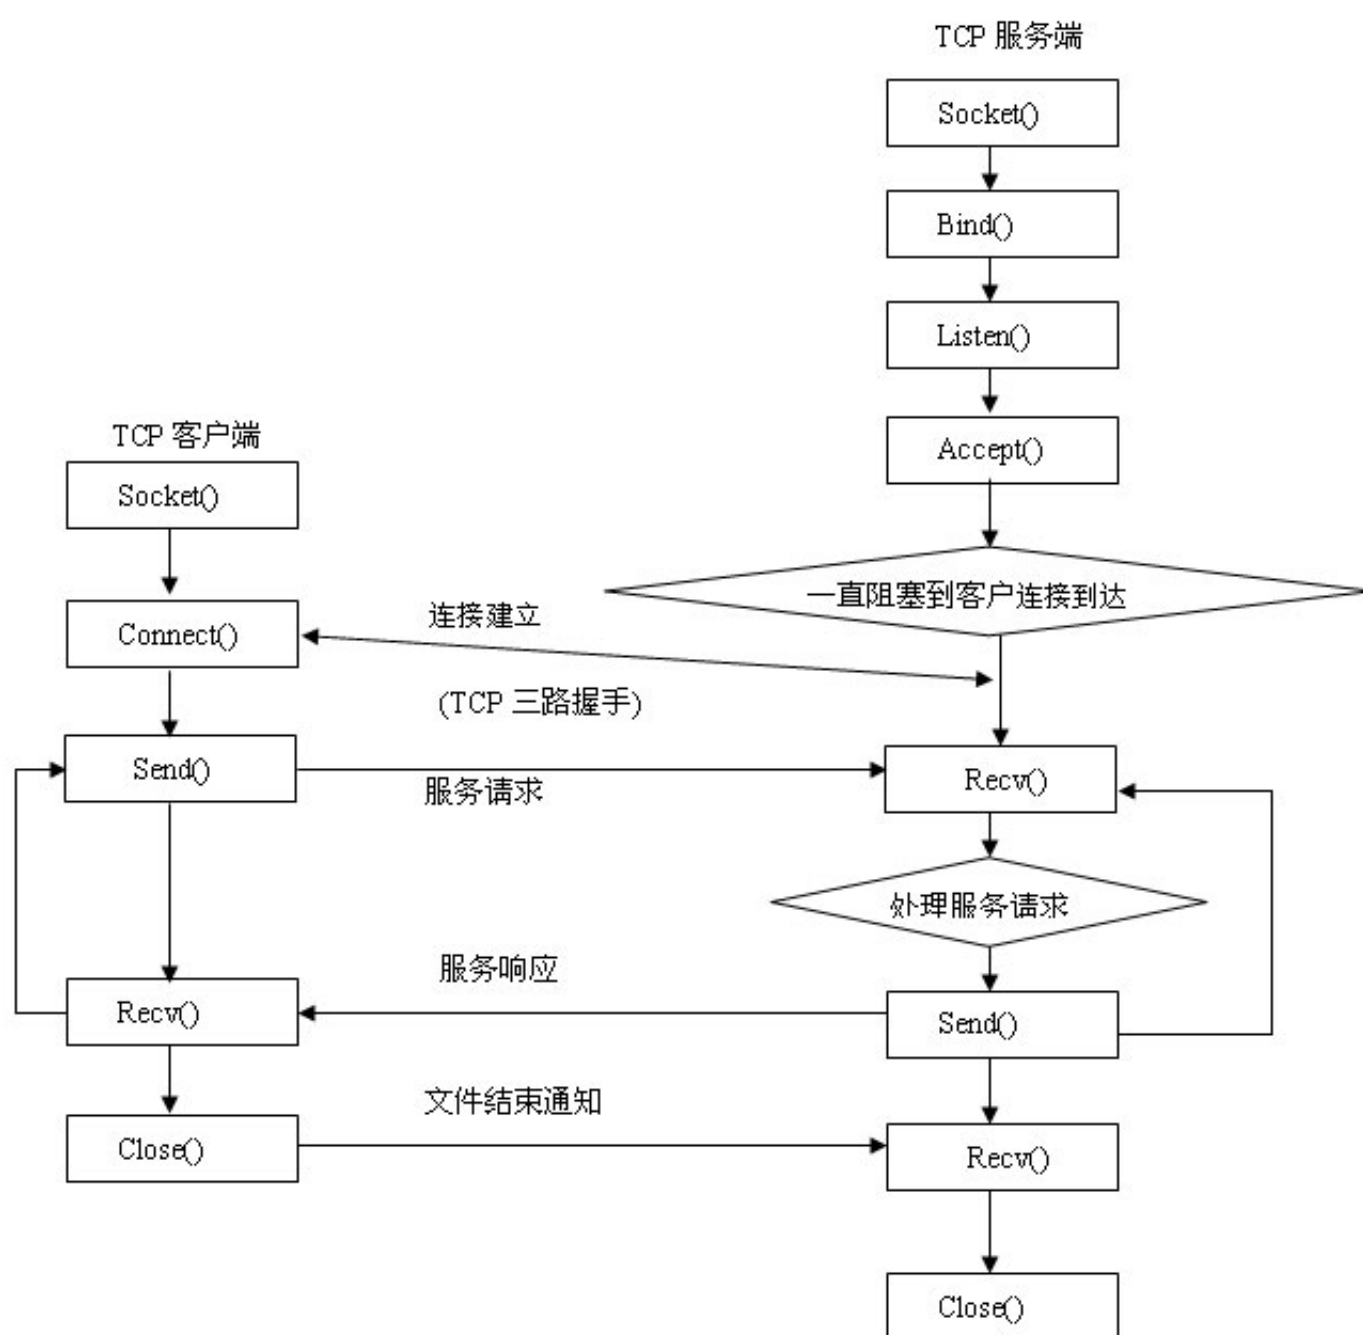 TCP 服务端
Socket()
Bind()
Listen()
Accept()
TCP 客户端
Socket()
一直阻塞到客户连接到达
连接建立
Connect()
(TCP 三路握手)
Send()
服务请求
Recv()
处理服务请求
服务响应
Recv()
Send()
文件结束通知
Close()
Recv()
Close()